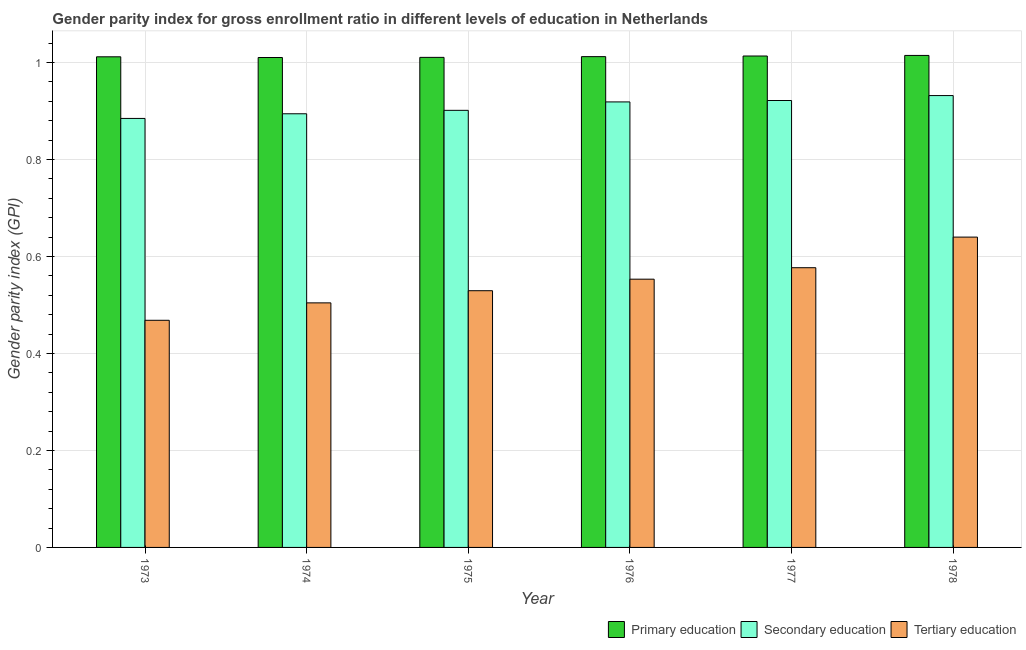 Gender parity index for gross enrollment ratio in different levels of education in Netherlands
Gender parity index (GPI)
1
0.8
0.6
0.4
0.2
0
1973
1974
1975
1976
1977
1978
Year
Primary education
Secondary education
Tertiary education